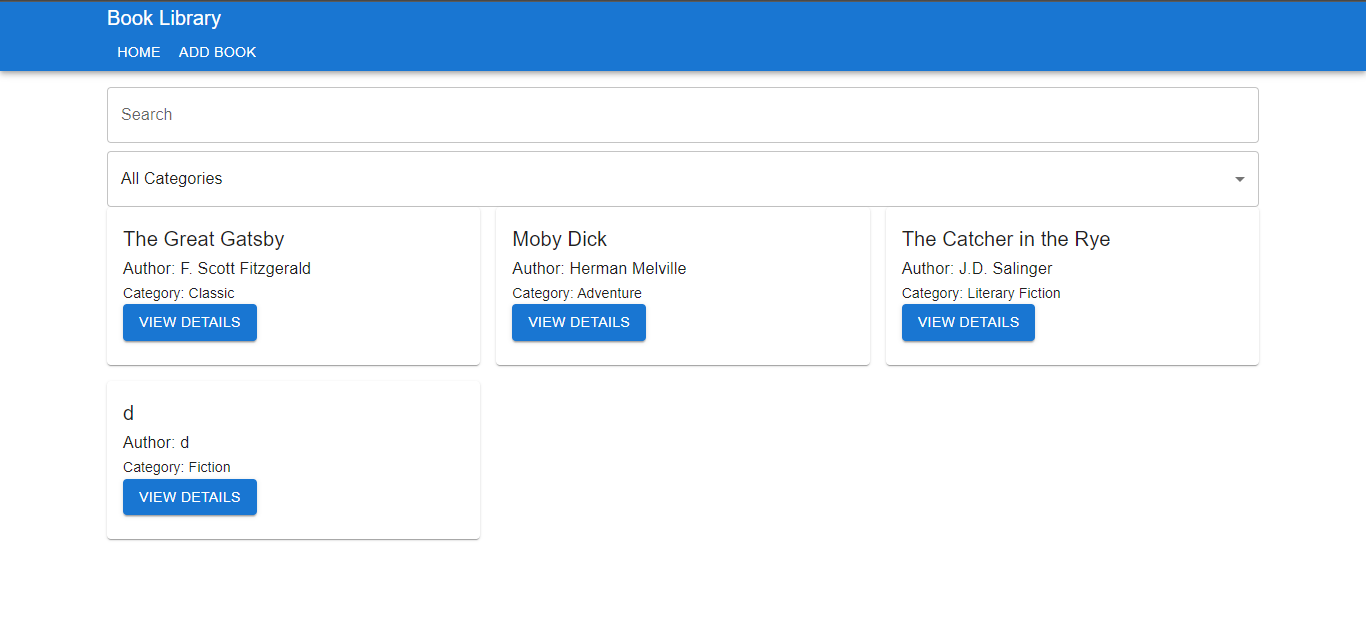 Book Library
HOME ADD BOOK
Search
All Categories
The Great Gatsby
Author: F. Scott Fitzgerald
Category: Classic
VIEW DETAILS
Moby Dick
Author: Herman Melville
Category: Adventure
VIEW DETAILS
The Catcher in the Rye
Author: J.D. Salinger
Category: Literary Fiction
VIEW DETAILS
d
Author: d
Category: Fiction
VIEW DETAILS